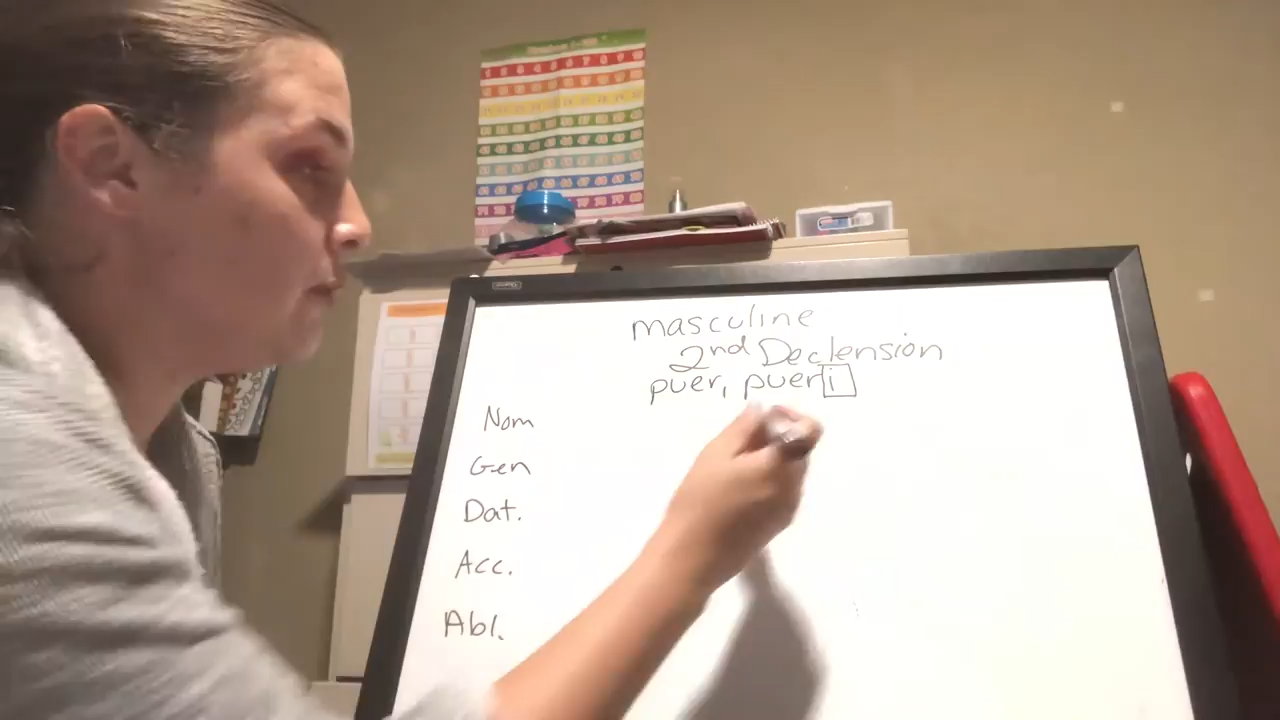 masculine
2nd Declension
puer, pueri
Nom
Gen
Dat.
Acc.
Abl.